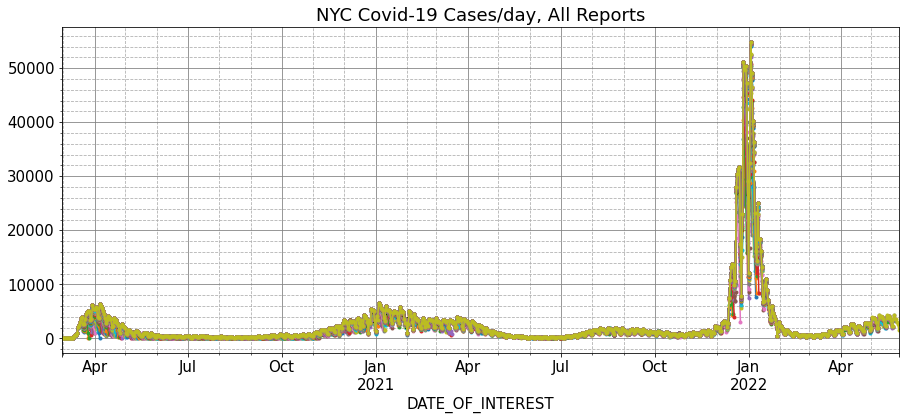 NYC Covid-19 Cases/day, All Reports
50000
40000
30000
20000
10000
0
Apr Jul Oct Jan Apr Jul Oct Jan Apr
2021 2022
DATE_OF_INTEREST